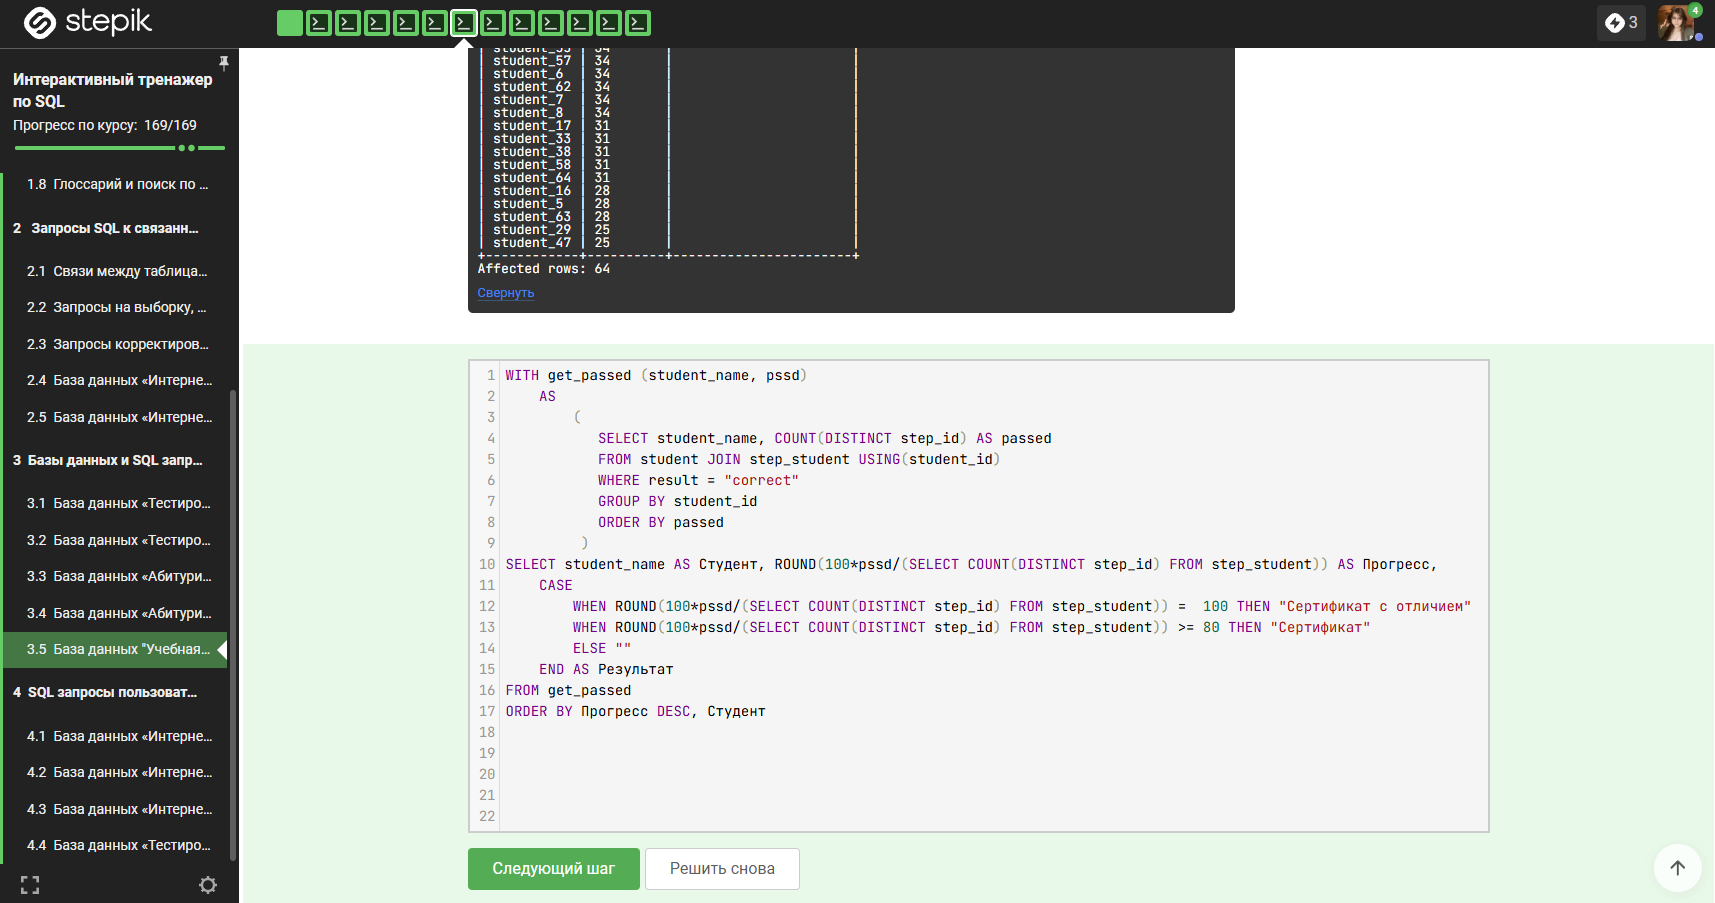 stepik
3
4
Интерактивный тренажер
по SQL
Прогресс по курсу: 169/169
1.8 Глоссарий и поиск по ...
2 Запросы SQL к связанн...
2.1 Связи между таблица...
2.2 Запросы на выборку, ...
2.3 Запросы корректиров...
2.4 База данных «Интерне...
2.5 База данных «Интерне...
3 Базы данных и SQL запр...
3.1 База данных «Тестиро...
3.2 База данных «Тестиро...
3.3 База данных «Абитури...
3.4 База данных «Абитури...
3.5 База данных "Учебная...
4 SQL запросы пользоват...
4.1 База данных «Интерне...
4.2 База данных «Интерне...
4.3 База данных «Интерне...
4.4 База данных «Тестиро...
| student_53 | 34 | |
| student_57 | 34 | |
| student_6 | 34 | |
| student_62 | 34 | |
| student_7 | 34 | |
| student_8 | 34 | |
| student_17 | 31 | |
| student_33 | 31 | |
| student_38 | 31 | |
| student_58 | 31 | |
| student_64 | 31 | |
| student_16 | 28 | |
| student_5 | 28 | |
| student_63 | 28 | |
| student_29 | 25 | |
| student_47 | 25 | |
+------------+----------+-----------------------+
Affected rows: 64
Свернуть
1 WITH get_passed (student_name, pssd)
2 AS
3 (
4 SELECT student_name, COUNT(DISTINCT step_id) AS passed
5 FROM student JOIN step_student USING(student_id)
6 WHERE result = "correct"
7 GROUP BY student_id
8 ORDER BY passed
9 )
10 SELECT student_name AS Студент, ROUND(100*pssd/(SELECT COUNT(DISTINCT step_id) FROM step_student)) AS Прогресс,
11 CASE
12 WHEN ROUND(100*pssd/(SELECT COUNT(DISTINCT step_id) FROM step_student)) = 100 THEN "Сертификат с отличием"
13 WHEN ROUND(100*pssd/(SELECT COUNT(DISTINCT step_id) FROM step_student)) >= 80 THEN "Сертификат"
14 ELSE ""
15 END AS Результат
16 FROM get_passed
17 ORDER BY Прогресс DESC, Студент
18
19
20
21
22
Следующий шаг
Решить снова